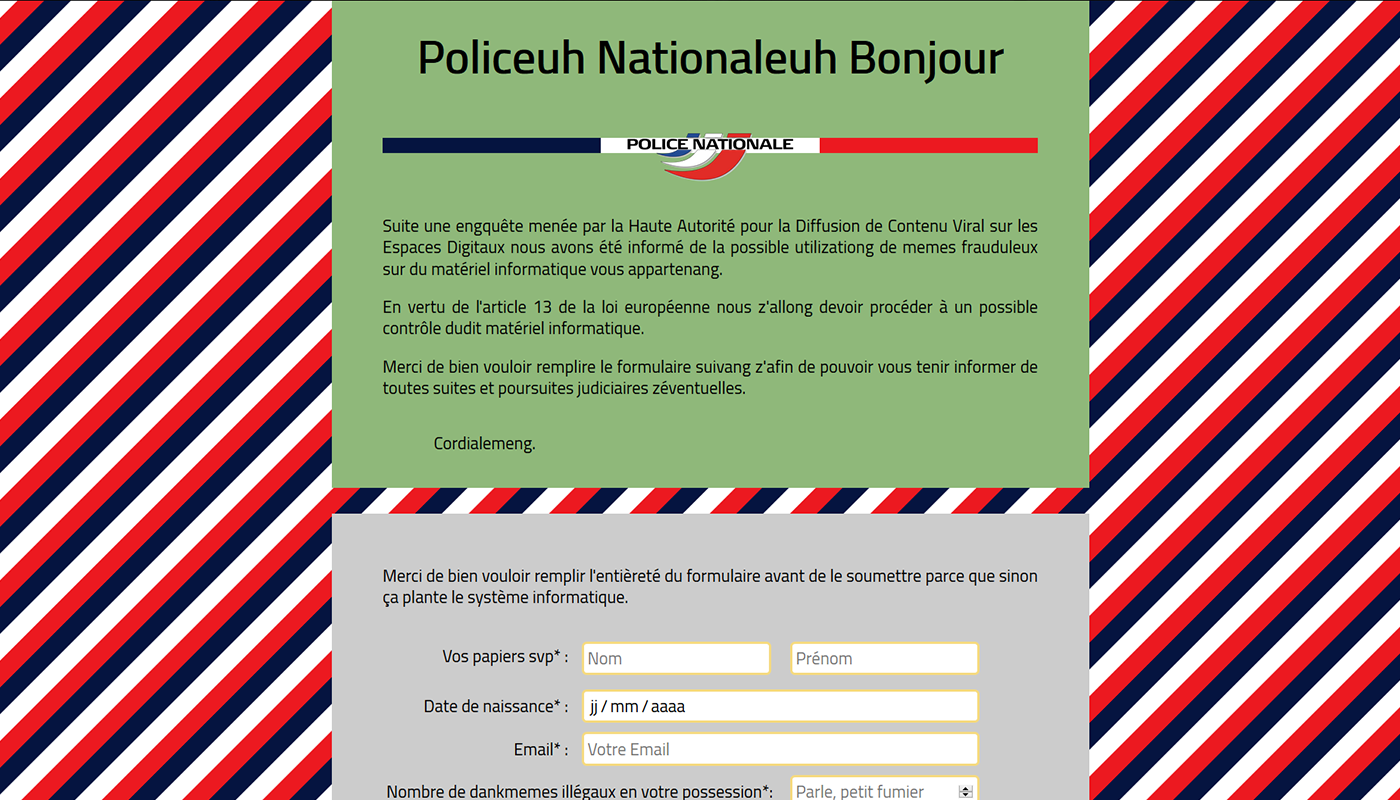 Policeuh Nationaleuh Bonjour
POLICE NATIONALE
Suite une engquête menée par la Haute Autorité pour la Diffusion de Contenu Viral sur les
Espaces Digitaux nous avons été informé de la possible utilizationg de memes frauduleux
sur du matériel informatique vous appartenang.
En vertu de l'article 13 de la loi européenne nous z'allong devoir procéder à un possible
contrôle dudit matériel informatique.
Merci de bien vouloir remplire le formulaire suivang z'afin de pouvoir vous tenir informer de
toutes suites et poursuites judiciaires zéventuelles.
Cordialemeng.
Merci de bien vouloir remplir l'entièreté du formulaire avant de le soumettre parce que sinon
ça plante le système informatique.
Vos papiers svp* : Nom Prénom
Date de naissance* : jj / mm / aaaa
Email* : Votre Email
Nombre de dankmemes illégaux en votre possession*: Parle, petit fumier